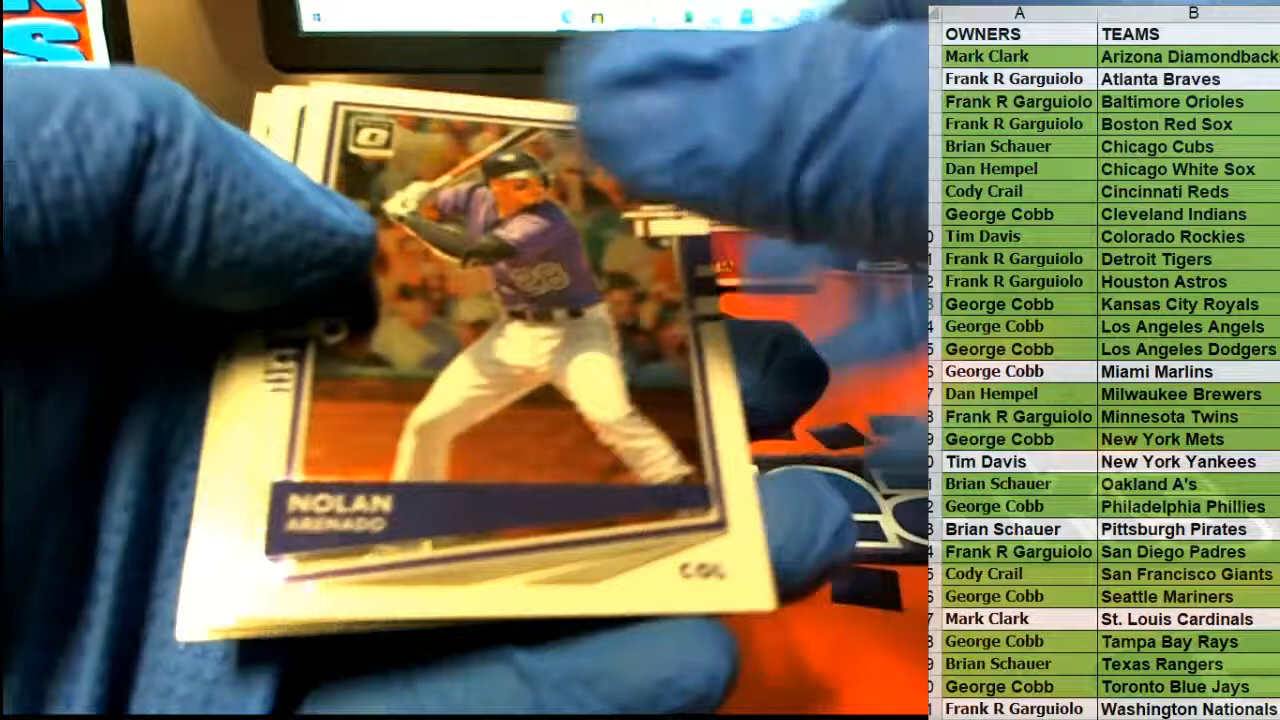 NOLAN
ARENADO
COL
A B
OWNERS TEAMS
Mark Clark Arizona Diamondback
Frank R Garguiolo Atlanta Braves
Frank R Garguiolo Baltimore Orioles
Frank R Garguiolo Boston Red Sox
Brian Schauer Chicago Cubs
Dan Hempel Chicago White Sox
Cody Crail Cincinnati Reds
George Cobb Cleveland Indians
Tim Davis Colorado Rockies
Frank R Garguiolo Detroit Tigers
Frank R Garguiolo Houston Astros
George Cobb Kansas City Royals
George Cobb Los Angeles Angels
George Cobb Los Angeles Dodgers
George Cobb Miami Marlins
Dan Hempel Milwaukee Brewers
Frank R Garguiolo Minnesota Twins
George Cobb New York Mets
Tim Davis New York Yankees
Brian Schauer Oakland A's
George Cobb Philadelphia Phillies
Brian Schauer Pittsburgh Pirates
Frank R Garguiolo San Diego Padres
Cody Crail San Francisco Giants
George Cobb Seattle Mariners
Mark Clark St. Louis Cardinals
George Cobb Tampa Bay Rays
Brian Schauer Texas Rangers
George Cobb Toronto Blue Jays
Frank R Garguiolo Washington Nationals